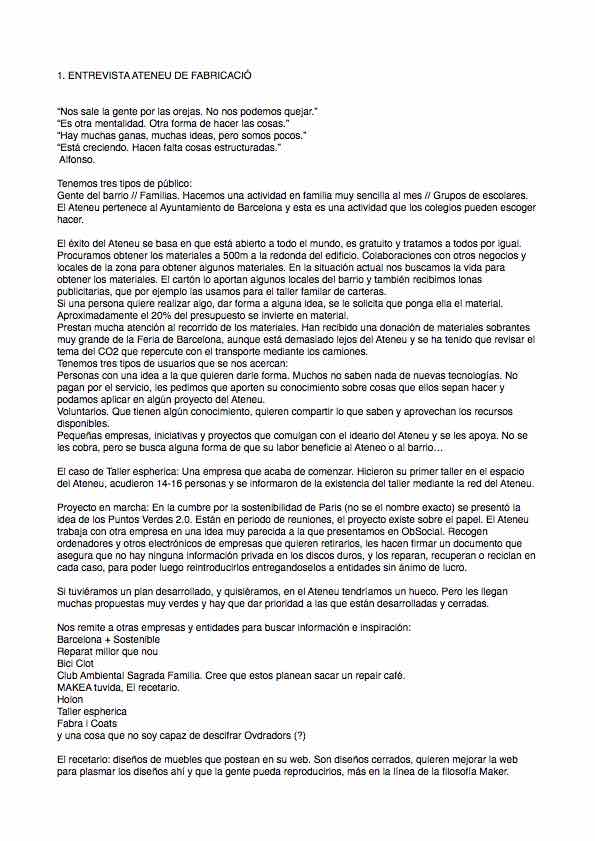 1. ENTREVISTA ATENEU DE FABRICACIÓ
“Nos sale la gente por las orejas. No nos podemos quejar.”
“Es otra mentalidad. Otra forma de hacer las cosas.”
“Hay muchas ganas, muchas ideas, pero somos pocos.”
“Está creciendo. Hacen falta cosas estructuradas.”
Alfonso.
Tenemos tres tipos de público:
Gente del barrio // Familias. Hacemos una actividad en familia muy sencilla al mes // Grupos de escolares.
El Ateneu pertenece al Ayuntamiento de Barcelona y esta es una actividad que los colegios pueden escoger
hacer.
El éxito del Ateneu se basa en que está abierto a todo el mundo, es gratuito y tratamos a todos por igual.
Procuramos obtener los materiales a 500m a la redonda del edificio. Colaboraciones con otros negocios y
locales de la zona para obtener algunos materiales. En la situación actual nos buscamos la vida para
obtener los materiales. El cartón lo aportan algunos locales del barrio y también recibimos lonas
publicitarias, que por ejemplo las usamos para el taller familar de carteras.
Si una persona quiere realizar algo, dar forma a alguna idea, se le solicita que ponga ella el material.
Aproximadamente el 20% del presupuesto se invierte en material.
Prestan mucha atención al recorrido de los materiales. Han recibido una donación de materiales sobrantes
muy grande de la Feria de Barcelona, aunque está demasiado lejos del Ateneu y se ha tenido que revisar el
tema del CO2 que repercute con el transporte mediante los camiones.
Tenemos tres tipos de usuarios que se nos acercan:
Personas con una idea a la que quieren darle forma. Muchos no saben nada de nuevas tecnologías. No
pagan por el servicio, les pedimos que aporten su conocimiento sobre cosas que ellos sepan hacer y
podamos aplicar en algún proyecto del Ateneu.
Voluntarios. Que tienen algún conocimiento, quieren compartir lo que saben y aprovechan los recursos
disponibles.
Pequeñas empresas, iniciativas y proyectos que comulgan con el ideario del Ateneu y se les apoya. No se
les cobra, pero se busca alguna forma de que su labor beneficie al Ateneo o al barrio…
El caso de Taller espherica: Una empresa que acaba de comenzar. Hicieron su primer taller en el espacio
del Ateneu, acudieron 14-16 personas y se informaron de la existencia del taller mediante la red del Ateneu.
Proyecto en marcha: En la cumbre por la sostenibilidad de Paris (no se el nombre exacto) se presentó la
idea de los Puntos Verdes 2.0. Están en periodo de reuniones, el proyecto existe sobre el papel. El Ateneu
trabaja con otra empresa en una idea muy parecida a la que presentamos en ObSocial. Recogen
ordenadores y otros electrónicos de empresas que quieren retirarlos, les hacen firmar un documento que
asegura que no hay ninguna información privada en los discos duros, y los reparan, recuperan o reciclan en
cada caso, para poder luego reintroducirlos entregandoselos a entidades sin ánimo de lucro.
Si tuviéramos un plan desarrollado, y quisiéramos, en el Ateneu tendríamos un hueco. Pero les llegan
muchas propuestas muy verdes y hay que dar prioridad a las que están desarrolladas y cerradas.
Nos remite a otras empresas y entidades para buscar información e inspiración:
Barcelona + Sostenible
Reparat millor que nou
Bici Clot
Club Ambiental Sagrada Familia. Cree que estos planean sacar un repair café.
MAKEA tuvida, El recetario.
Holon
Taller espherica
Fabra i Coats
y una cosa que no soy capaz de descifrar Ovdradors (?)
El recetario: diseños de muebles que postean en su web. Son diseños cerrados, quieren mejorar la web
para plasmar los diseños ahí y que la gente pueda reproducirlos, más en la línea de la filosofía Maker.